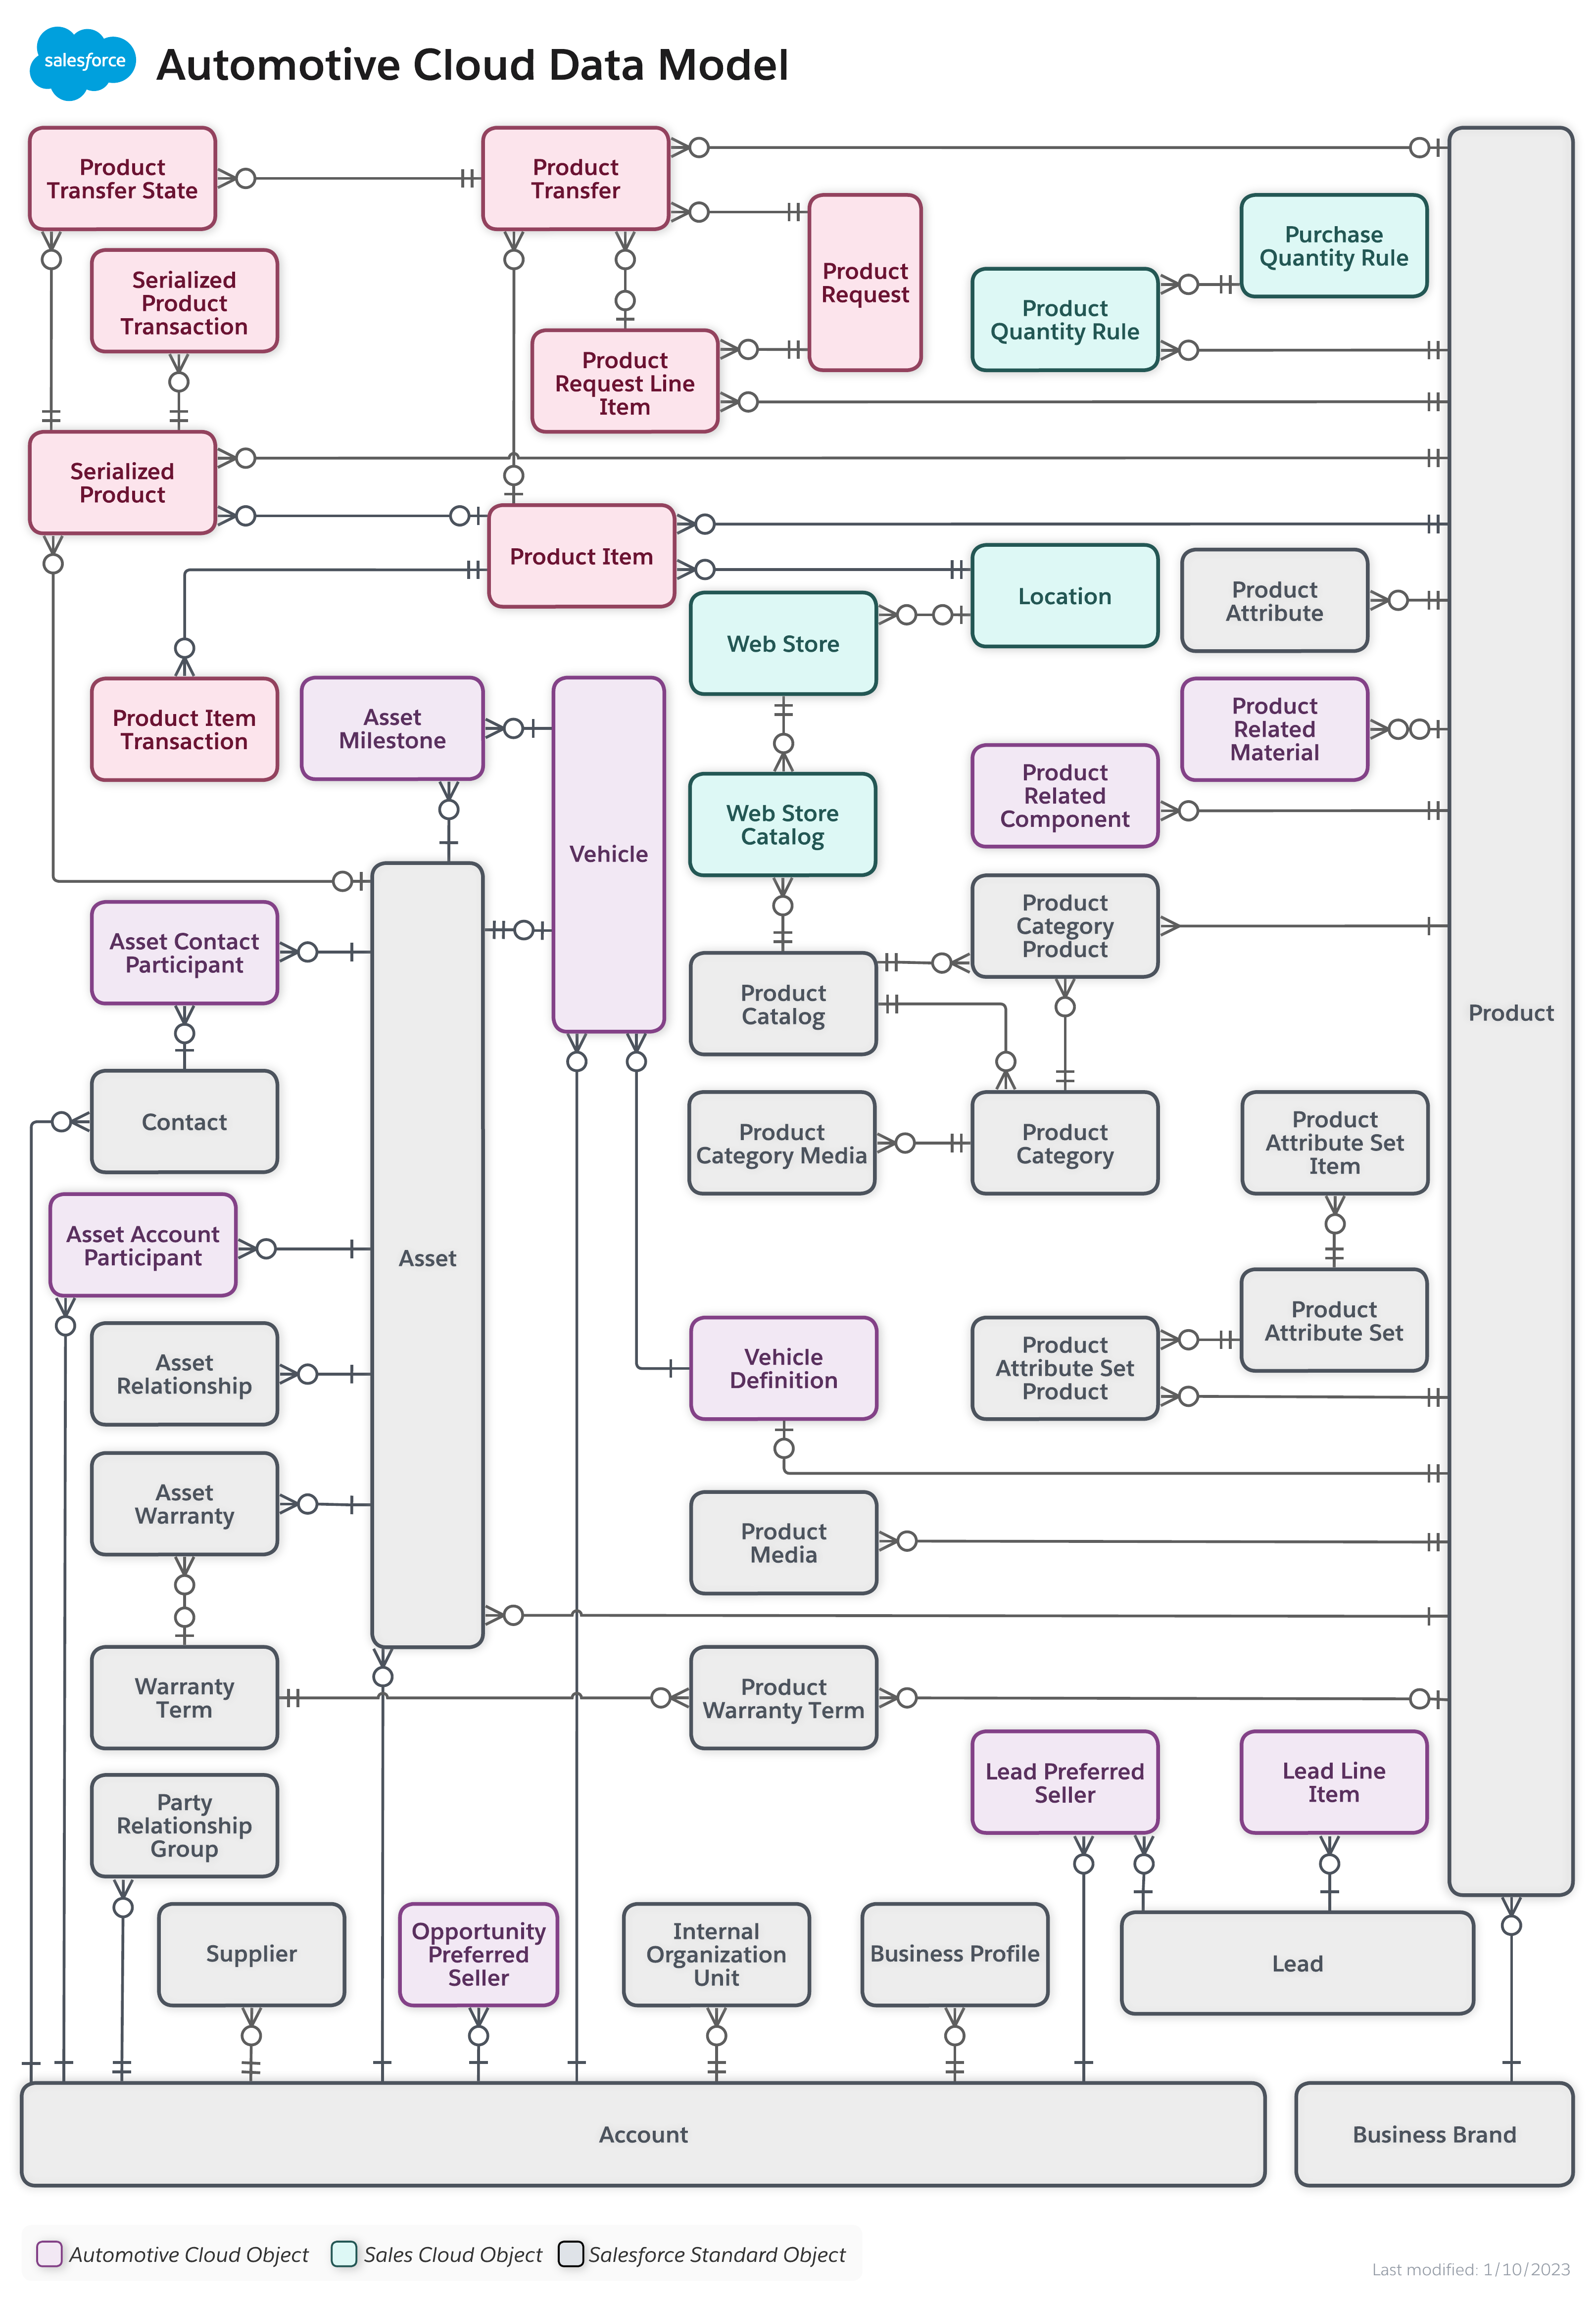 salesforce
Automotive Cloud Data Model
Product
Transfer State
Product
Transfer
Product
Request
Purchase
Quantity Rule
Serialized
Product
Transaction
Product
Quantity Rule
Product
Request Line
Item
Serialized
Product
Product Item
Location
Product
Attribute
Web Store
Product Item
Transaction
Asset
Milestone
Vehicle
Product
Related
Material
Product
Related
Component
Web Store
Catalog
Asset Contact
Participant
Product
Category
Product
Product
Catalog
Product
Contact
Product
Category Media
Product
Category
Product
Attribute Set
Item
Asset Account
Participant
Asset
Product
Attribute Set
Asset
Relationship
Vehicle
Definition
Product
Attribute Set
Product
Asset
Warranty
Product
Media
Warranty
Term
Product
Warranty Term
Lead Preferred
Seller
Lead Line
Item
Party
Relationship
Group
Supplier
Opportunity
Preferred
Seller
Internal
Organization
Unit
Business Profile
Lead
Account
Business Brand
Automotive Cloud Object
Sales Cloud Object
Salesforce Standard Object
Last modified: 1/10/2023